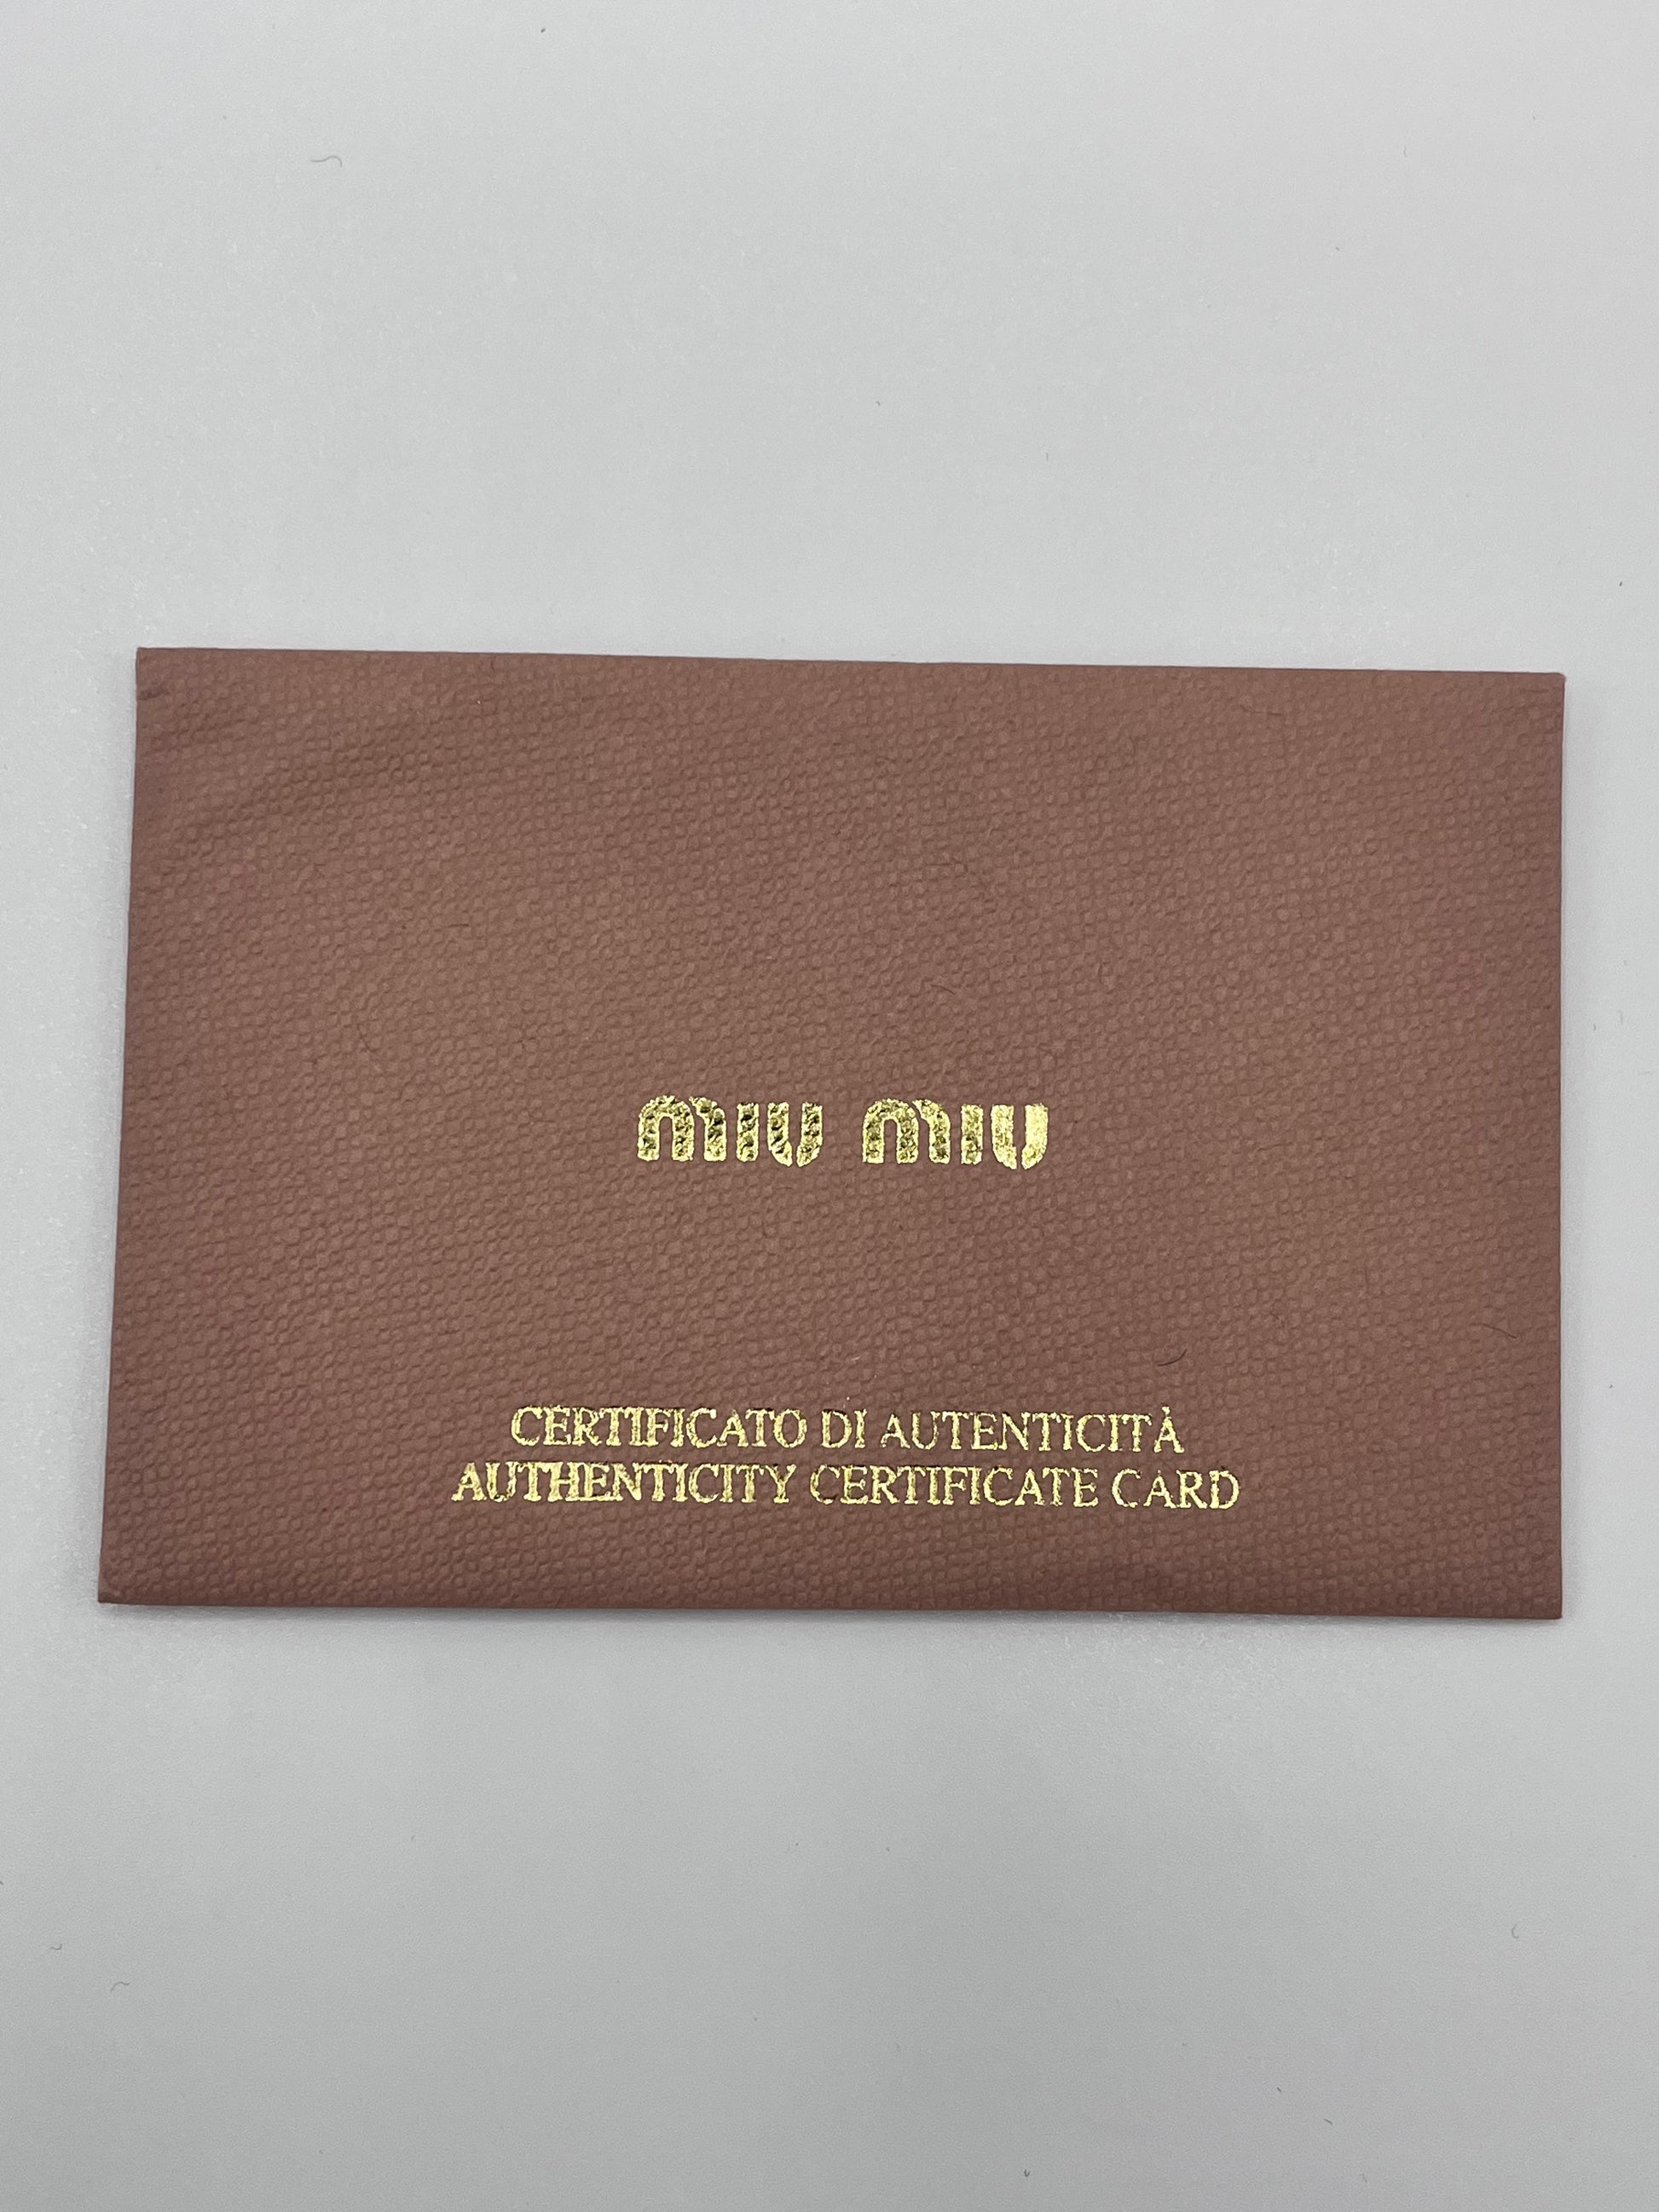 miu miu
CERTIFICATO DI AUTENTICITÀ
AUTHENTICITY CERTIFICATE CARD